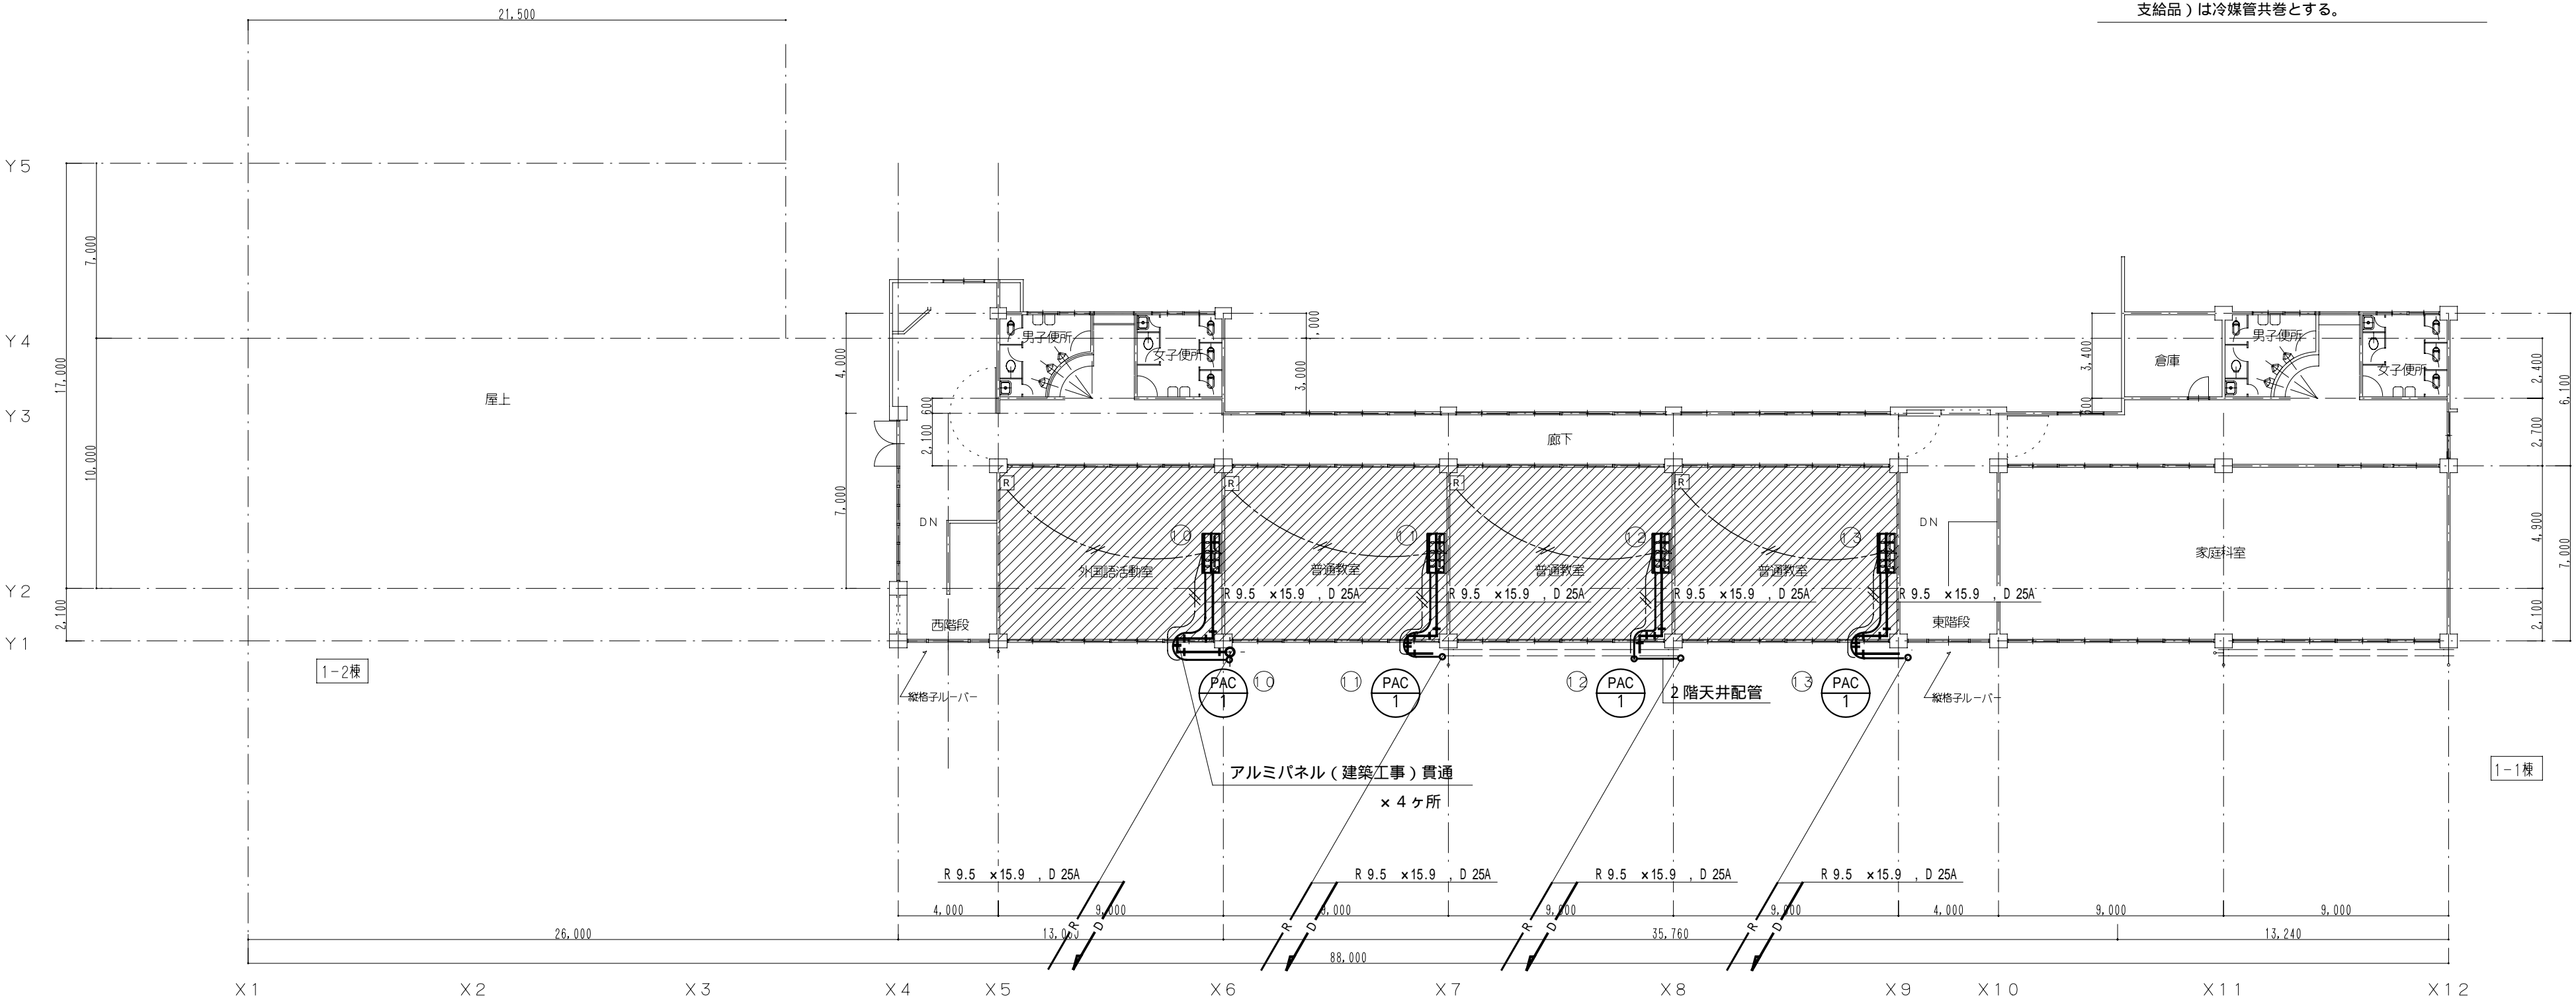 支給品）は冷媒管共巻とする。
21,500
Y5
7,000
Y4
17,000
10,000
Y3
Y2
2,100
Y1
屋上
1-2棟
4,000
600
2,100
7,000
男子便所
女子便所
3,000
廊下
3,400
倉庫
男子便所
女子便所
2,400
6,100
2,700
4,900
7,000
2,100
DN
R
R
R
R
10
11
12
13
外国語活動室
普通教室
普通教室
普通教室
DN
家庭科室
R 9.5 ×15.9 , D 25A
R 9.5 ×15.9 , D 25A
R 9.5 ×15.9 , D 25A
R 9.5 ×15.9 , D 25A
西階段
東階段
縦格子ルーバー
PAC
1
10
11
PAC
1
12
PAC
1
2階天井配管
13
PAC
1
縦格子ルーバー
アルミパネル（建築工事）貫通
×４ヶ所
1-1棟
R 9.5 ×15.9 , D 25A
R 9.5 ×15.9 , D 25A
R 9.5 ×15.9 , D 25A
R 9.5 ×15.9 , D 25A
R
D
R
D
R
D
R
D
4,000
9,000
9,000
9,000
9,000
4,000
9,000
9,000
26,000
35,760
13,240
88,000
X1
X2
X3
X4
X5
X6
X7
X8
X9
X10
X11
X12